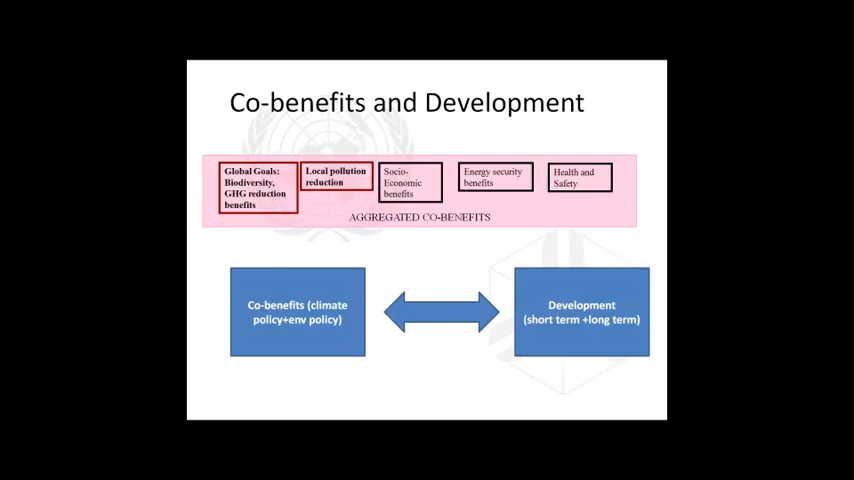 Co-benefits and Development
Global Goals:
Biodiversity,
GHG reduction
benefits
Local pollution
reduction
Socio-
Economic
benefits
Energy security
benefits
Health and
Safety
AGGREGATED CO-BENEFITS
Co-benefits (climate
policy+env policy)
Development
(short term +long term)